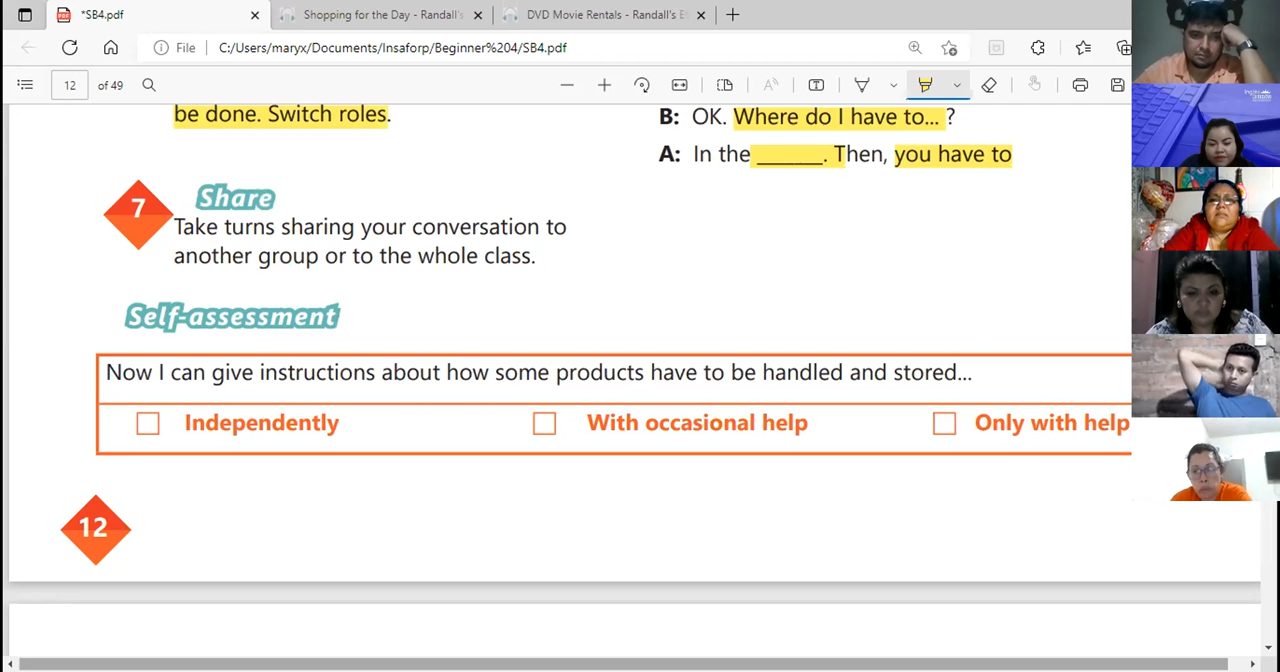 *SB4.pdf
Shopping for the Day - Randall's
DVD Movie Rentals - Randall's E
File
C:/Users/maryx/Documents/Insaforp/Beginner%204/SB4.pdf
12 of 49
be done. Switch roles.
B: OK. Where do I have to... ?
A: In the ______. Then, you have to
7
Share
Take turns sharing your conversation to
another group or to the whole class.
Self-assessment
Now I can give instructions about how some products have to be handled and stored...
Independently
With occasional help
Only with help
12